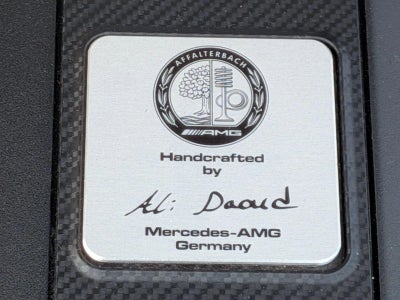 AFFALTERBACH
AMG
Handcrafted
by
Ali Daoud
Mercedes-AMG
Germany